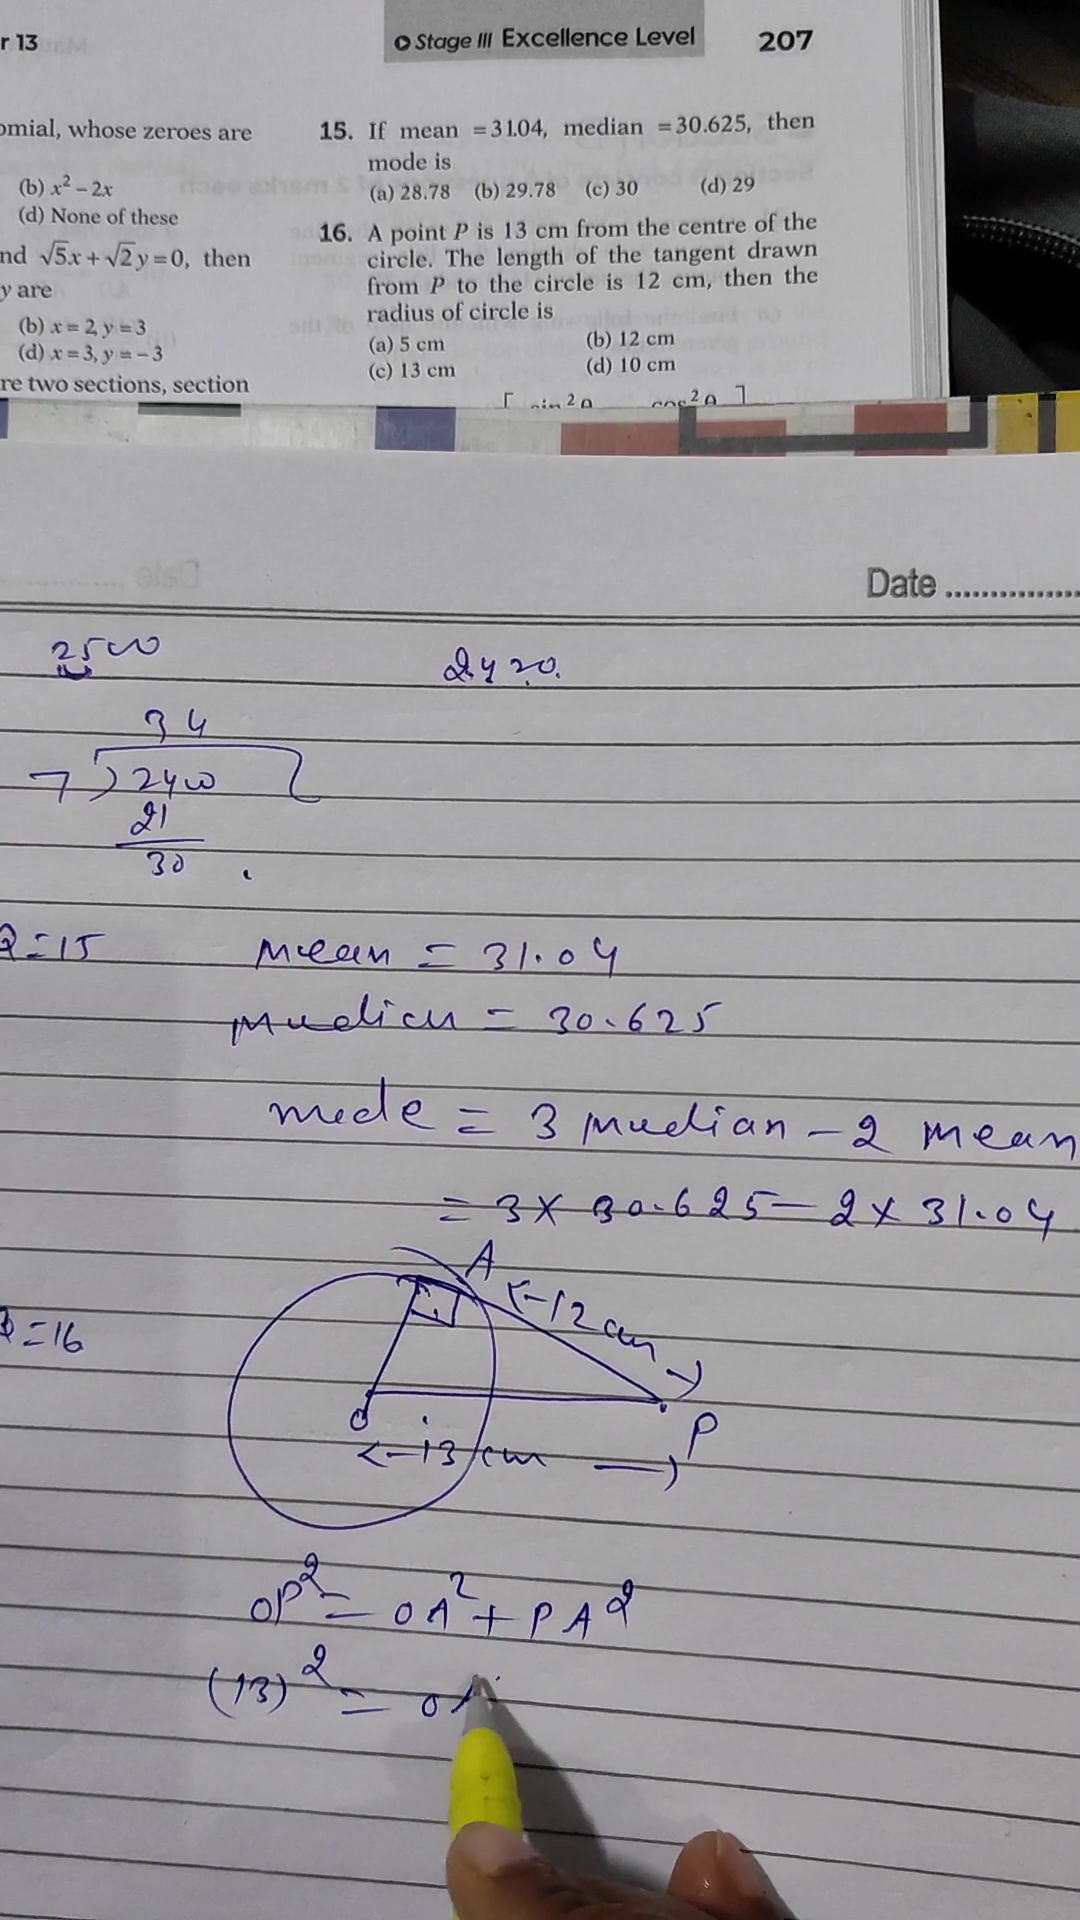 r 13
Stage III Excellence Level 207
omial, whose zeroes are
(b) x² – 2x
(d) None of these
nd √5x + √2y = 0, then
y are
(b) x = 2, y = 3
(d) x = 3, y = – 3
re two sections, section
15. If mean = 31.04, median = 30.625, then
mode is
(a) 28.78 (b) 29.78 (c) 30 (d) 29
16. A point P is 13 cm from the centre of the
circle. The length of the tangent drawn
from P to the circle is 12 cm, then the
radius of circle is
(a) 5 cm (b) 12 cm
(c) 13 cm (d) 10 cm
Date
2500
2420.
34
7)2400
21
30
Q=15 mean = 31.04
median = 30.625
mode = 3 median – 2 mean
= 3 × 30.625 – 2 × 31.04
Q=16
A
12 cm
O
P
13 cm
OP² = OA² + PA²
(13)² = OA